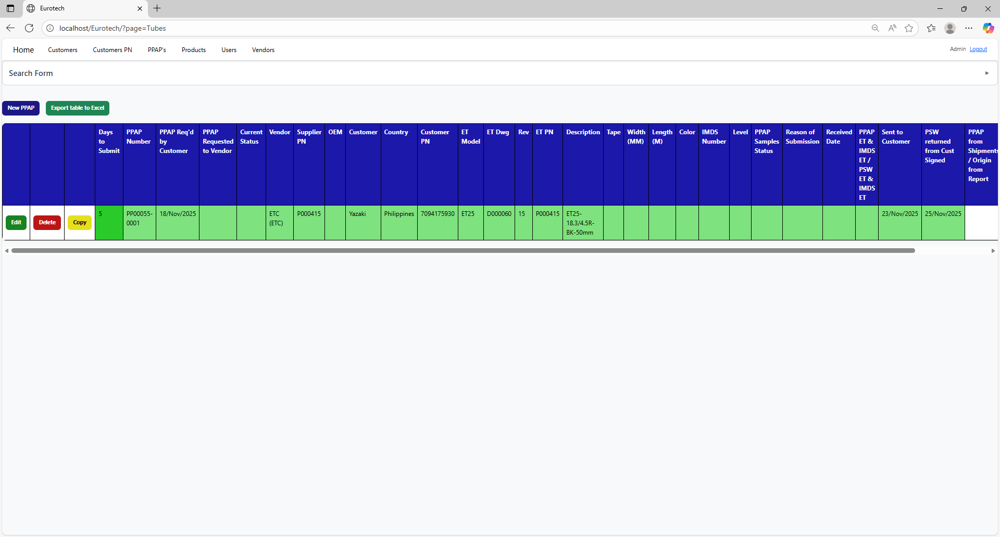 Eurotech
localhost/Eurotech/?page=Tubes
Home Customers Customers PN PPAP's Products Users Vendors Admin Logout
Search Form
New PPAP Export table to Excel
Days
to
Submit
PPAP
Number
PPAP Req'd
by
Customer
PPAP
Requested
to Vendor
Current
Status
Vendor
Supplier
PN
OEM
Customer
Country
Customer
PN
ET
Model
ET Dwg
Rev
ET PN
Description
Tape
Width
(MM)
Length
(M)
Color
IMDS
Number
Level
PPAP
Samples
Status
Reason of
Submission
Received
Date
PPAP
ET &
IMDS
ET /
PSW
ET &
IMDS
ET
Sent to
Customer
PSW
returned
from Cust
Signed
PPAP
from
Shipments
/ Origin
from
Report
Edit
Delete
Copy
5
PP00055-
0001
18/Nov/2025
ETC
(ETC)
P000415
Yazaki
Philippines
7094175930
ET25
D000060
15
P000415
ET25-
18.3/4.5R-
BK-50mm
23/Nov/2025
25/Nov/2025